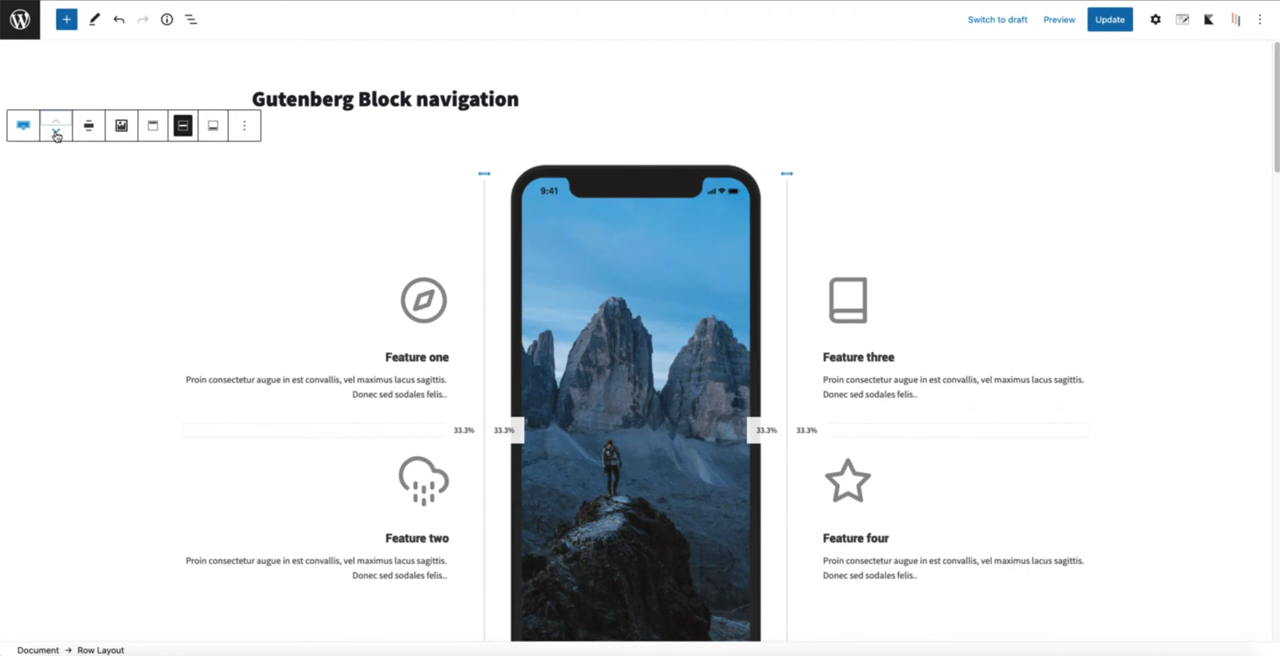 Switch to draft
Preview
Update
Gutenberg Block navigation
9:41
Feature one
Proin consectetur augue in est convallis, vel maximus lacus sagittis.
Donec sed sodales felis..
Feature three
Proin consectetur augue in est convallis, vel maximus lacus sagittis.
Donec sed sodales felis..
33.3%
33.3%
33.3%
33.3%
Feature two
Proin consectetur augue in est convallis, vel maximus lacus sagittis.
Donec sed sodales felis..
Feature four
Proin consectetur augue in est convallis, vel maximus lacus sagittis.
Donec sed sodales felis..
Document → Row Layout